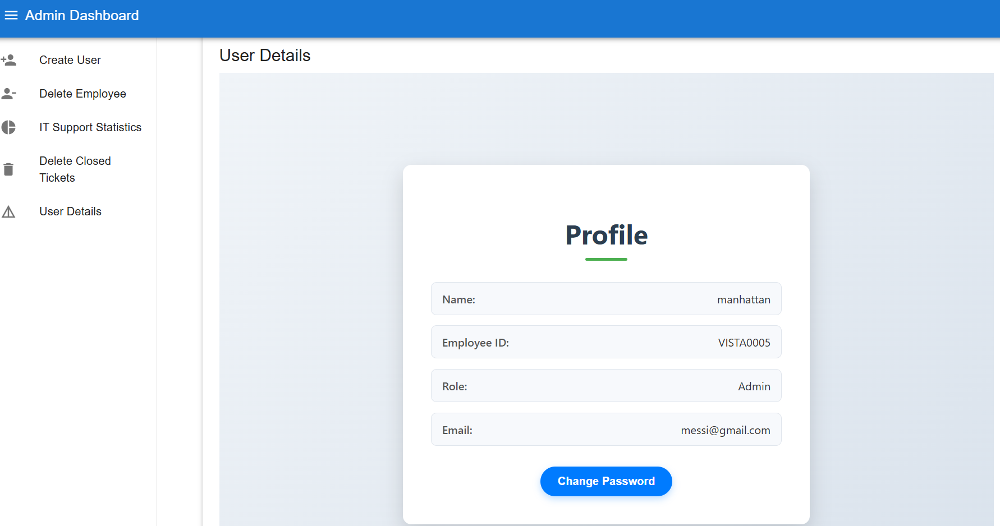 Admin Dashboard
Create User
Delete Employee
IT Support Statistics
Delete Closed
Tickets
User Details
User Details
Profile
Name: manhattan
Employee ID: VISTA0005
Role: Admin
Email: messi@gmail.com
Change Password